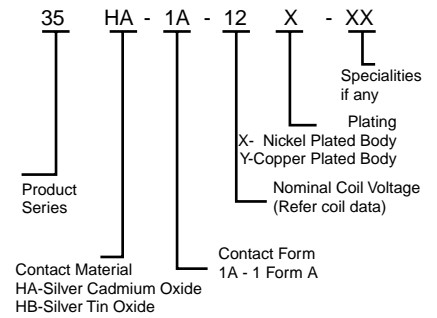 35 HA - 1A - 12 X - XX
Specialities
if any
Plating
X- Nickel Plated Body
Y-Copper Plated Body
Nominal Coil Voltage
(Refer coil data)
Product
Series
Contact Form
1A - 1 Form A
Contact Material
HA-Silver Cadmium Oxide
HB-Silver Tin Oxide